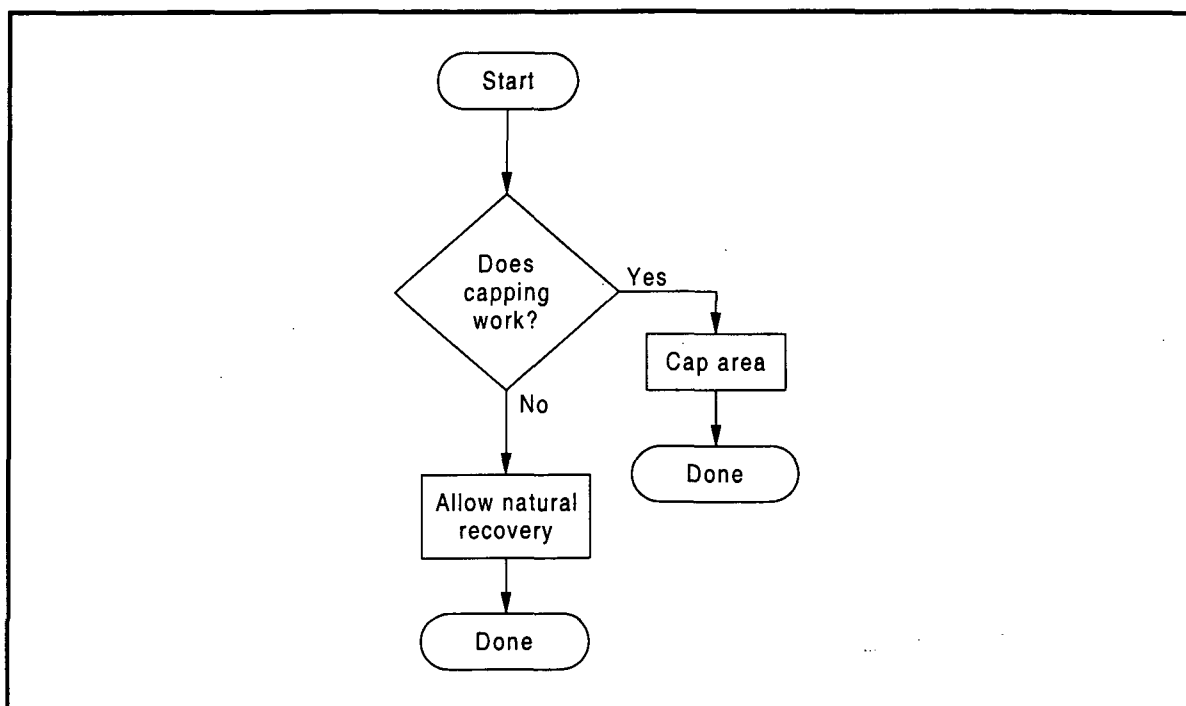 Start
Does
capping
work?
Yes
Cap area
Done
No
Allow natural
recovery
Done